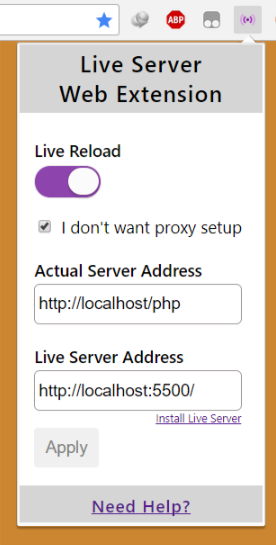 ABP
Live Server
Web Extension
Live Reload
I don't want proxy setup
Actual Server Address
http://localhost/php
Live Server Address
http://localhost:5500/
Install Live Server
Apply
Need Help?